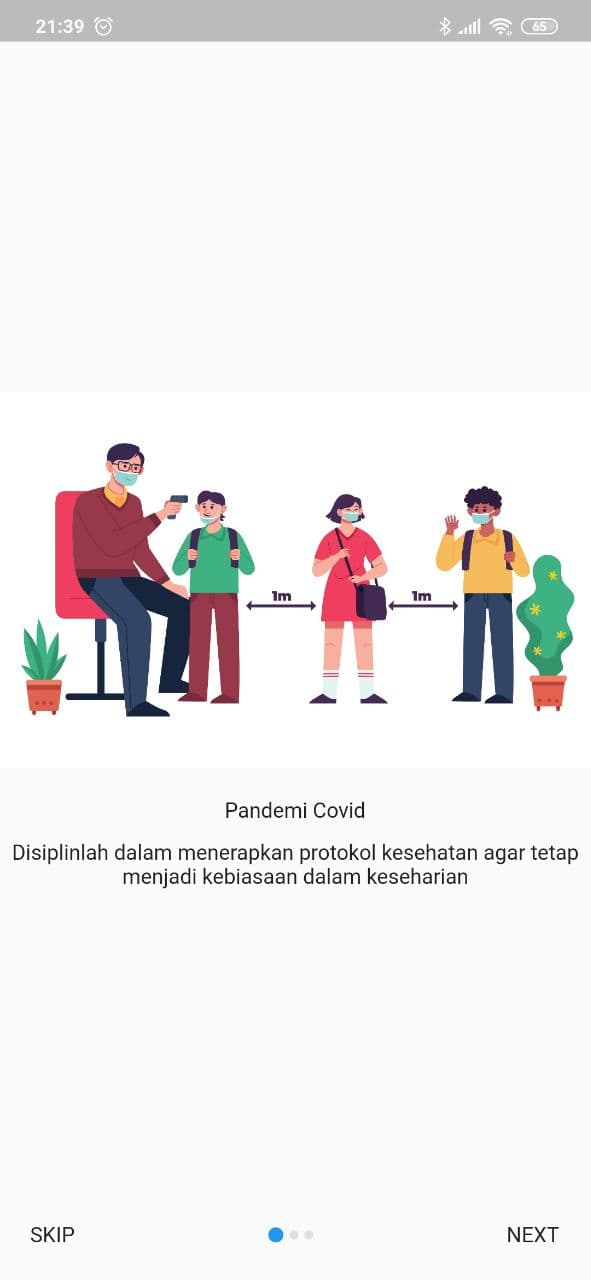 21:39
65
1m
1m
Pandemi Covid
Disiplinlah dalam menerapkan protokol kesehatan agar tetap
menjadi kebiasaan dalam keseharian
SKIP
NEXT